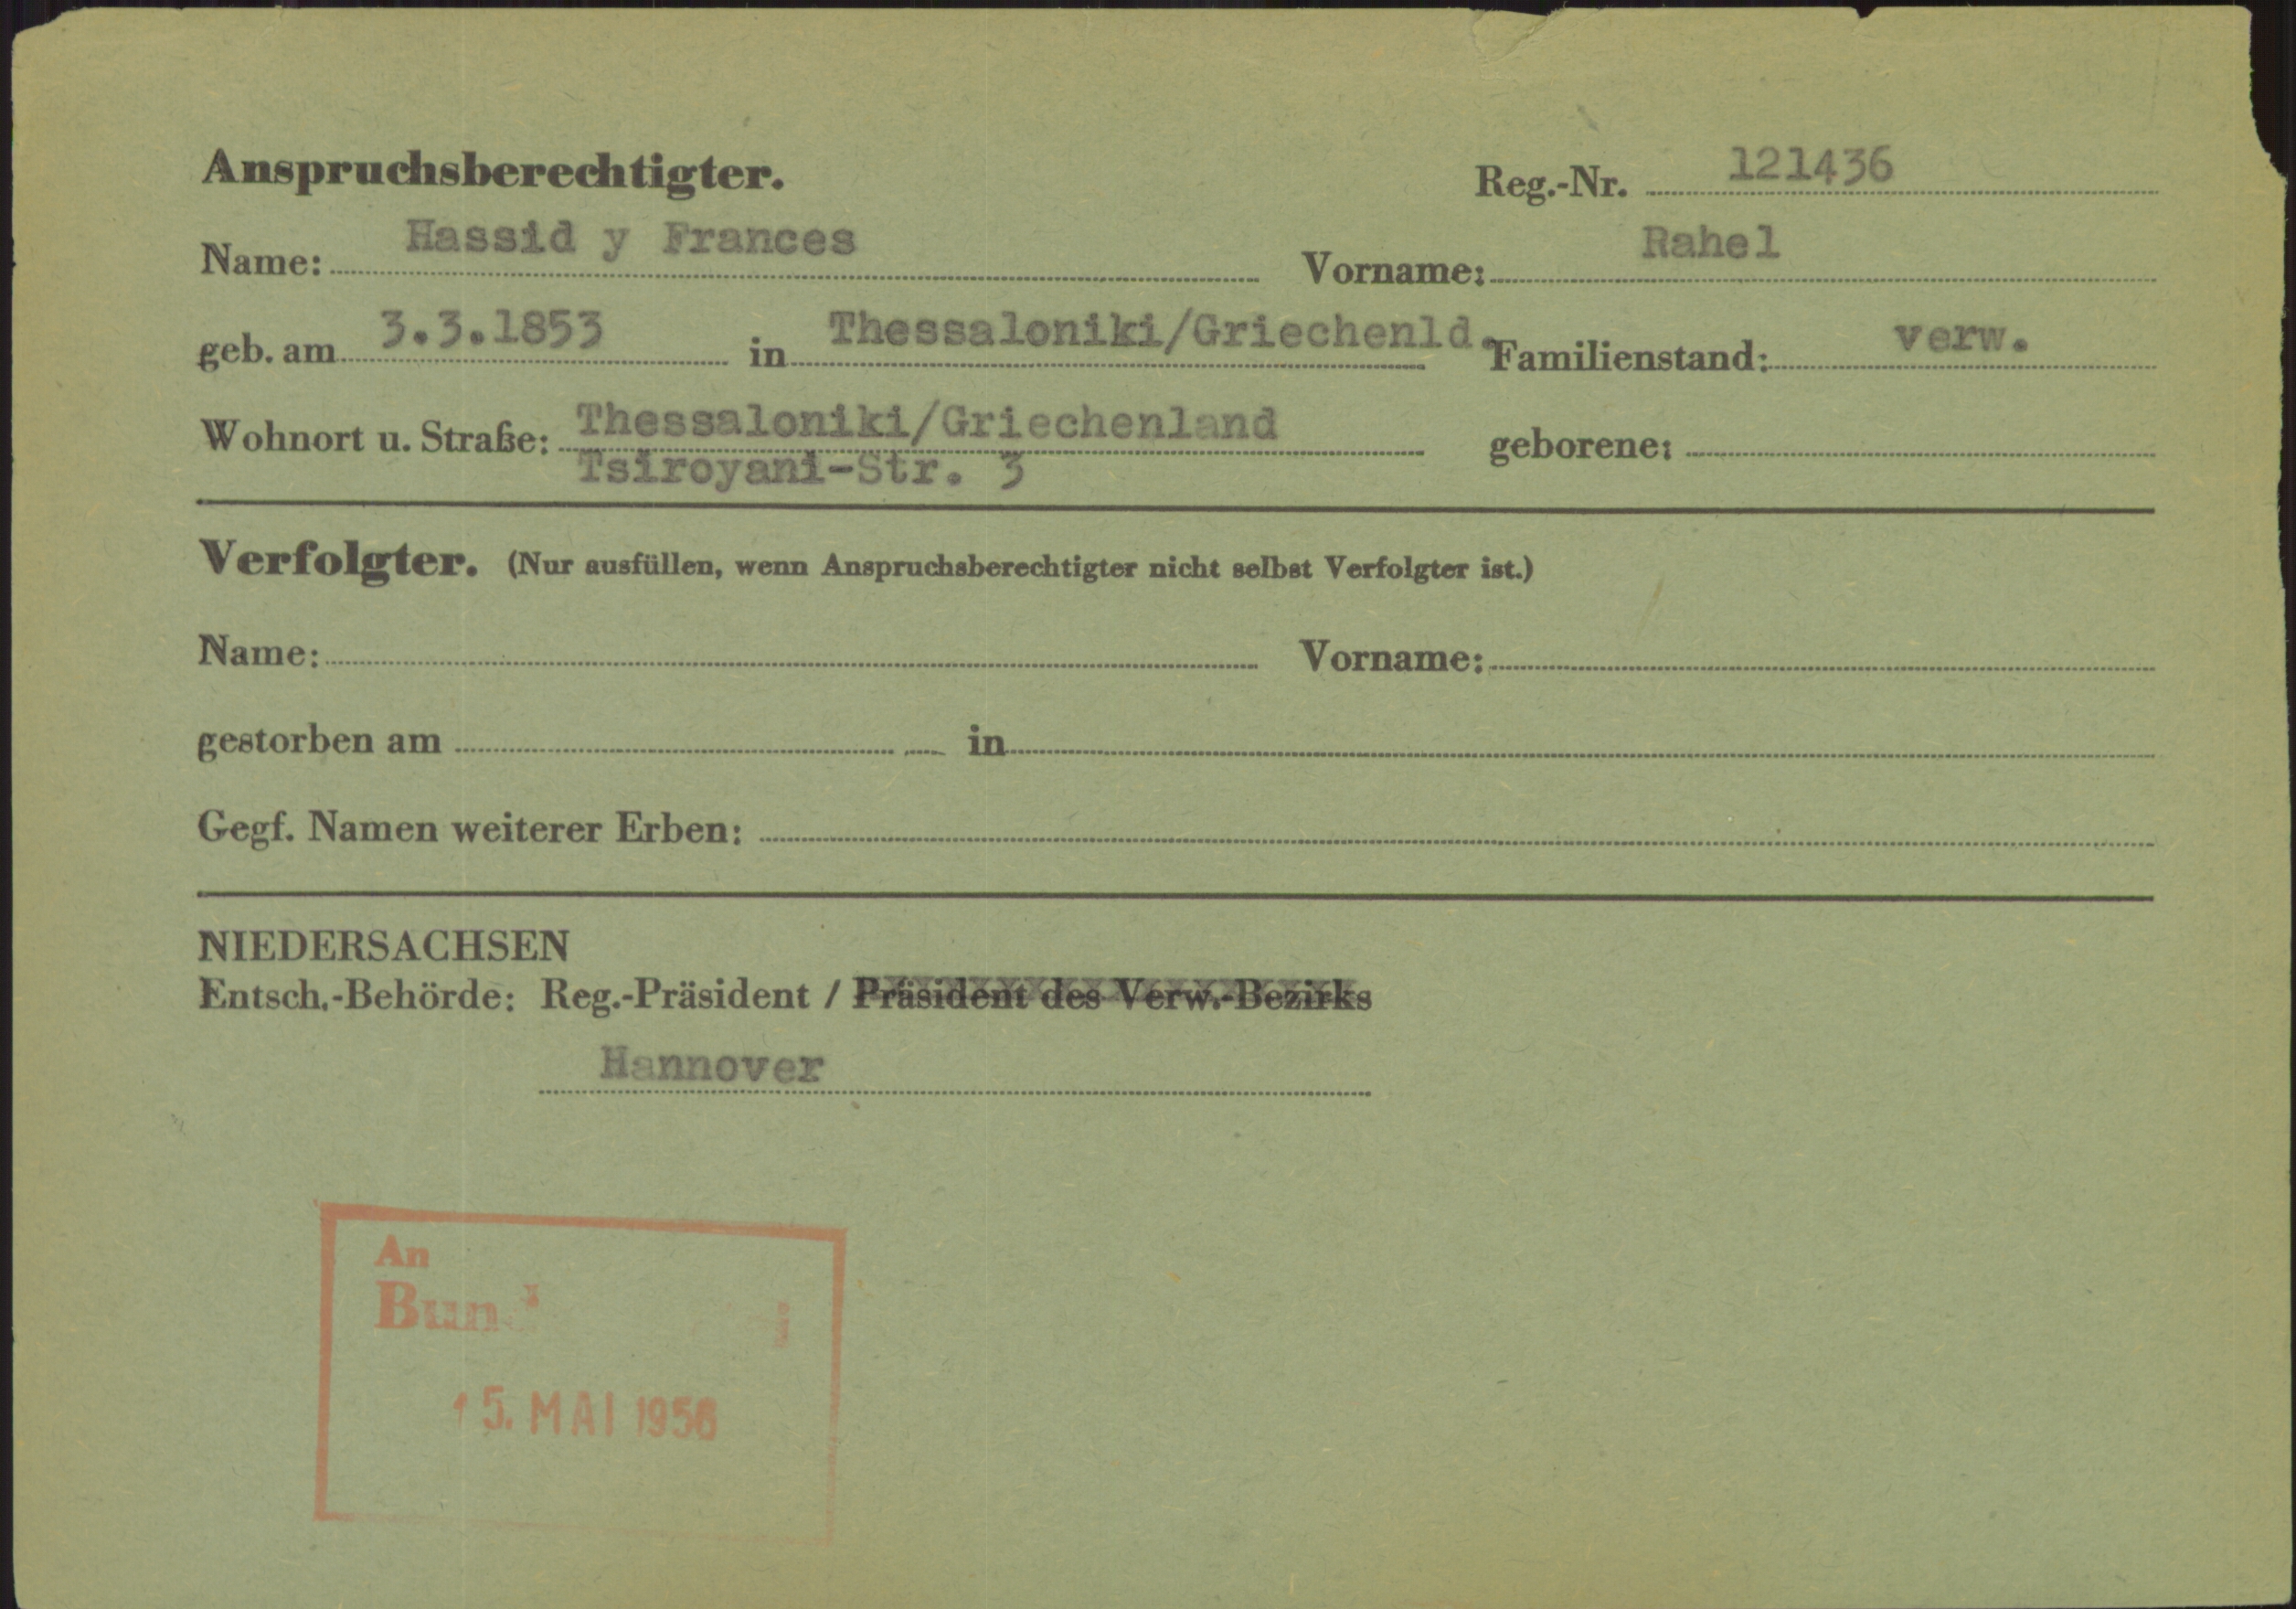 Anspruchsberechtigter. Reg.-Nr. 121436
Name: Hassid y Frances Vorname: Rahel
geb. am 3.3.1853 in Thessaloniki/Griechenld. Familienstand: verw.
Wohnort u. Straße: Thessaloniki/Griechenland geborene:
Tsiroyani-Str. 3
Verfolgter. (Nur ausfüllen, wenn Anspruchsberechtigter nicht selbst Verfolgter ist.)
Name: Vorname:
gestorben am in
Gegf. Namen weiterer Erben:
NIEDERSACHSEN
Entsch.-Behörde: Reg.-Präsident / Präsident des Verw.-Bezirks
Hannover
An
15. MAI